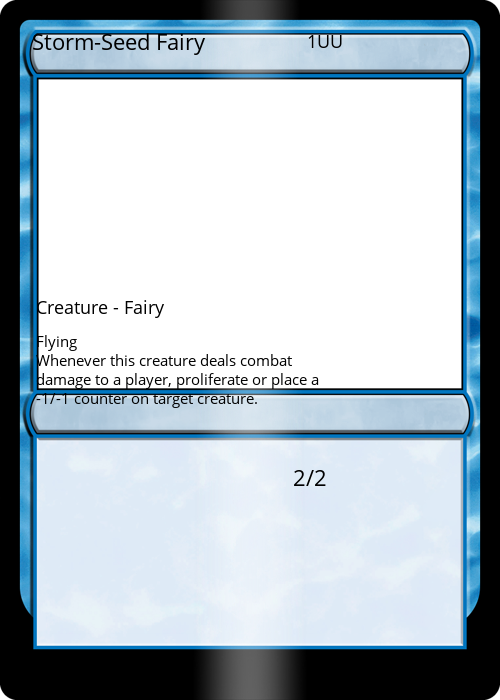 Storm-Seed Fairy 1UU
Creature - Fairy
Flying
Whenever this creature deals combat
damage to a player, proliferate or place a
-1/-1 counter on target creature.
2/2